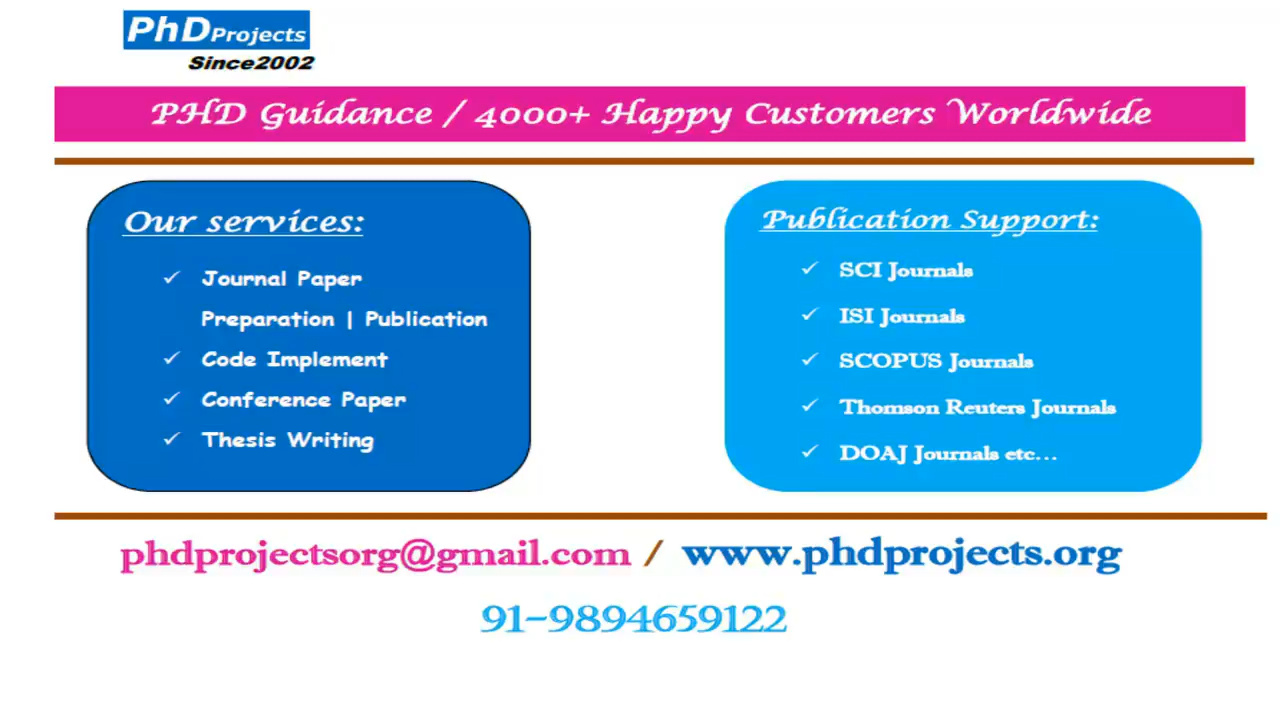 PhDProjects
Since2002
PHD Guidance / 4000+ Happy Customers Worldwide
Our services:
✓ Journal Paper
Preparation | Publication
✓ Code Implement
✓ Conference Paper
✓ Thesis Writing
Publication Support:
✓ SCI Journals
✓ ISI Journals
✓ SCOPUS Journals
✓ Thomson Reuters Journals
✓ DOAJ Journals etc...
phdprojectsorg@gmail.com / www.phdprojects.org
91-9894659122